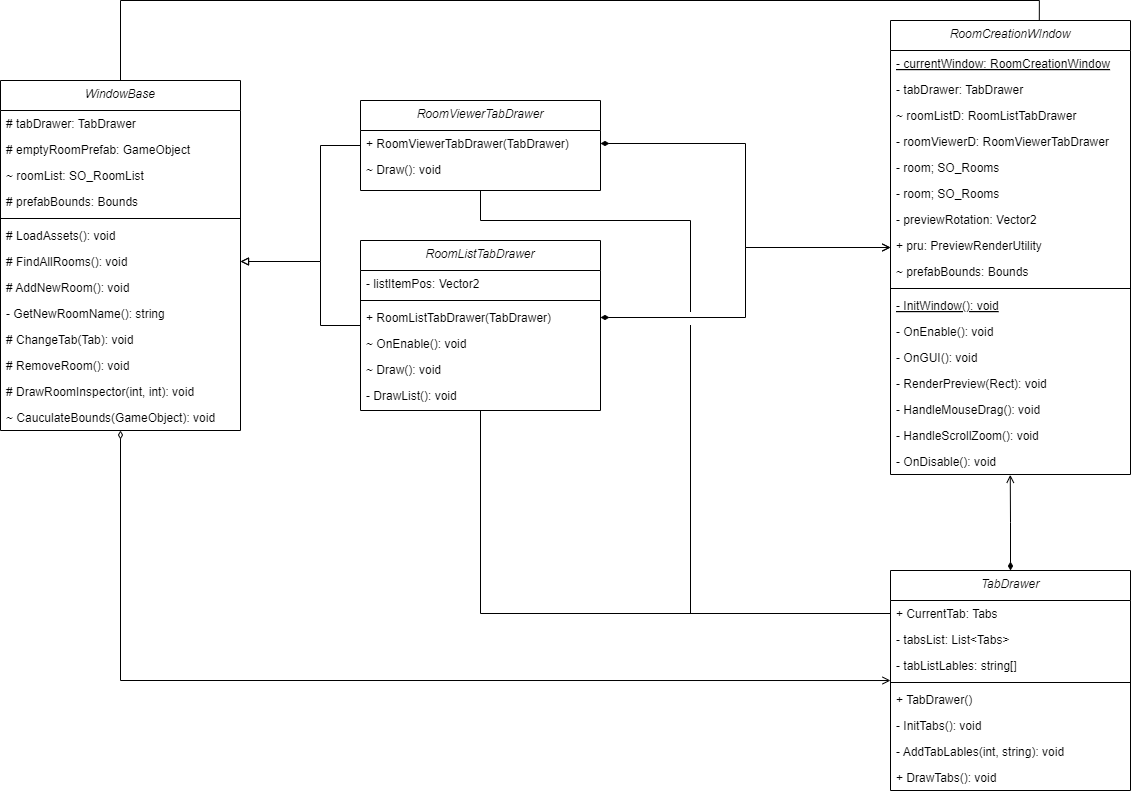 RoomCreationWIndow
- currentWindow: RoomCreationWindow
- tabDrawer: TabDrawer
~ roomListD: RoomListTabDrawer
- roomViewerD: RoomViewerTabDrawer
- room; SO_Rooms
- room; SO_Rooms
- previewRotation: Vector2
+ pru: PreviewRenderUtility
~ prefabBounds: Bounds
- InitWindow(): void
- OnEnable(): void
- OnGUI(): void
- RenderPreview(Rect): void
- HandleMouseDrag(): void
- HandleScrollZoom(): void
- OnDisable(): void
WindowBase
# tabDrawer: TabDrawer
# emptyRoomPrefab: GameObject
~ roomList: SO_RoomList
# prefabBounds: Bounds
# LoadAssets(): void
# FindAllRooms(): void
# AddNewRoom(): void
- GetNewRoomName(): string
# ChangeTab(Tab): void
# RemoveRoom(): void
# DrawRoomInspector(int, int): void
~ CauculateBounds(GameObject): void
RoomViewerTabDrawer
+ RoomViewerTabDrawer(TabDrawer)
~ Draw(): void
RoomListTabDrawer
- listItemPos: Vector2
+ RoomListTabDrawer(TabDrawer)
~ OnEnable(): void
~ Draw(): void
- DrawList(): void
TabDrawer
+ CurrentTab: Tabs
- tabsList: List<Tabs>
- tabListLables: string[]
+ TabDrawer()
- InitTabs(): void
- AddTabLables(int, string): void
+ DrawTabs(): void